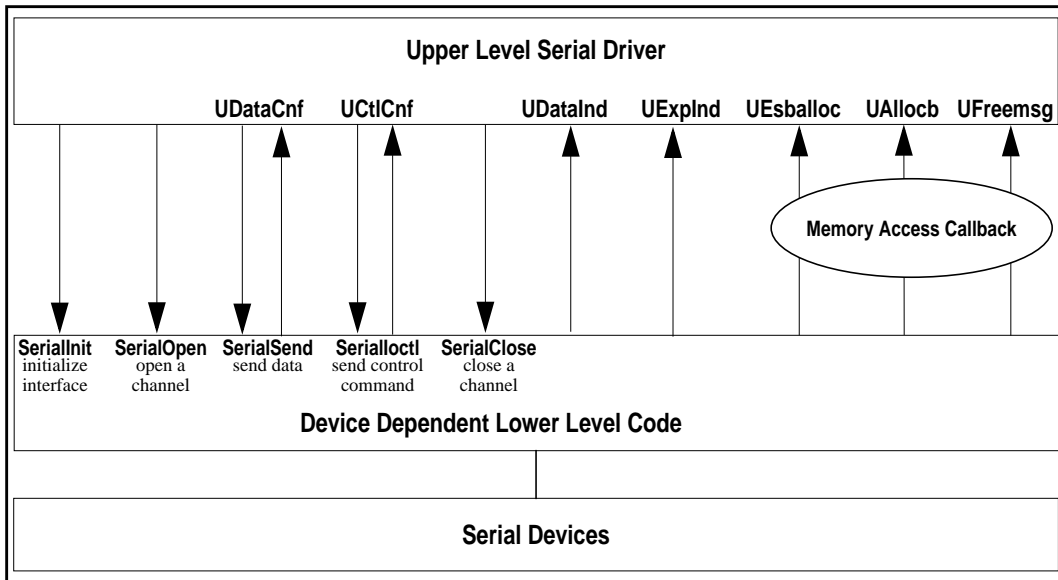 Upper Level Serial Driver
UDataCnf UCtlCnf UDataInd UExpInd UEsballoc UAllocb UFreemsg
Memory Access Callback
SerialInit SerialOpen SerialSend SerialIoctl SerialClose
initialize open a send data send control close a
interface channel command channel
Device Dependent Lower Level Code
Serial Devices